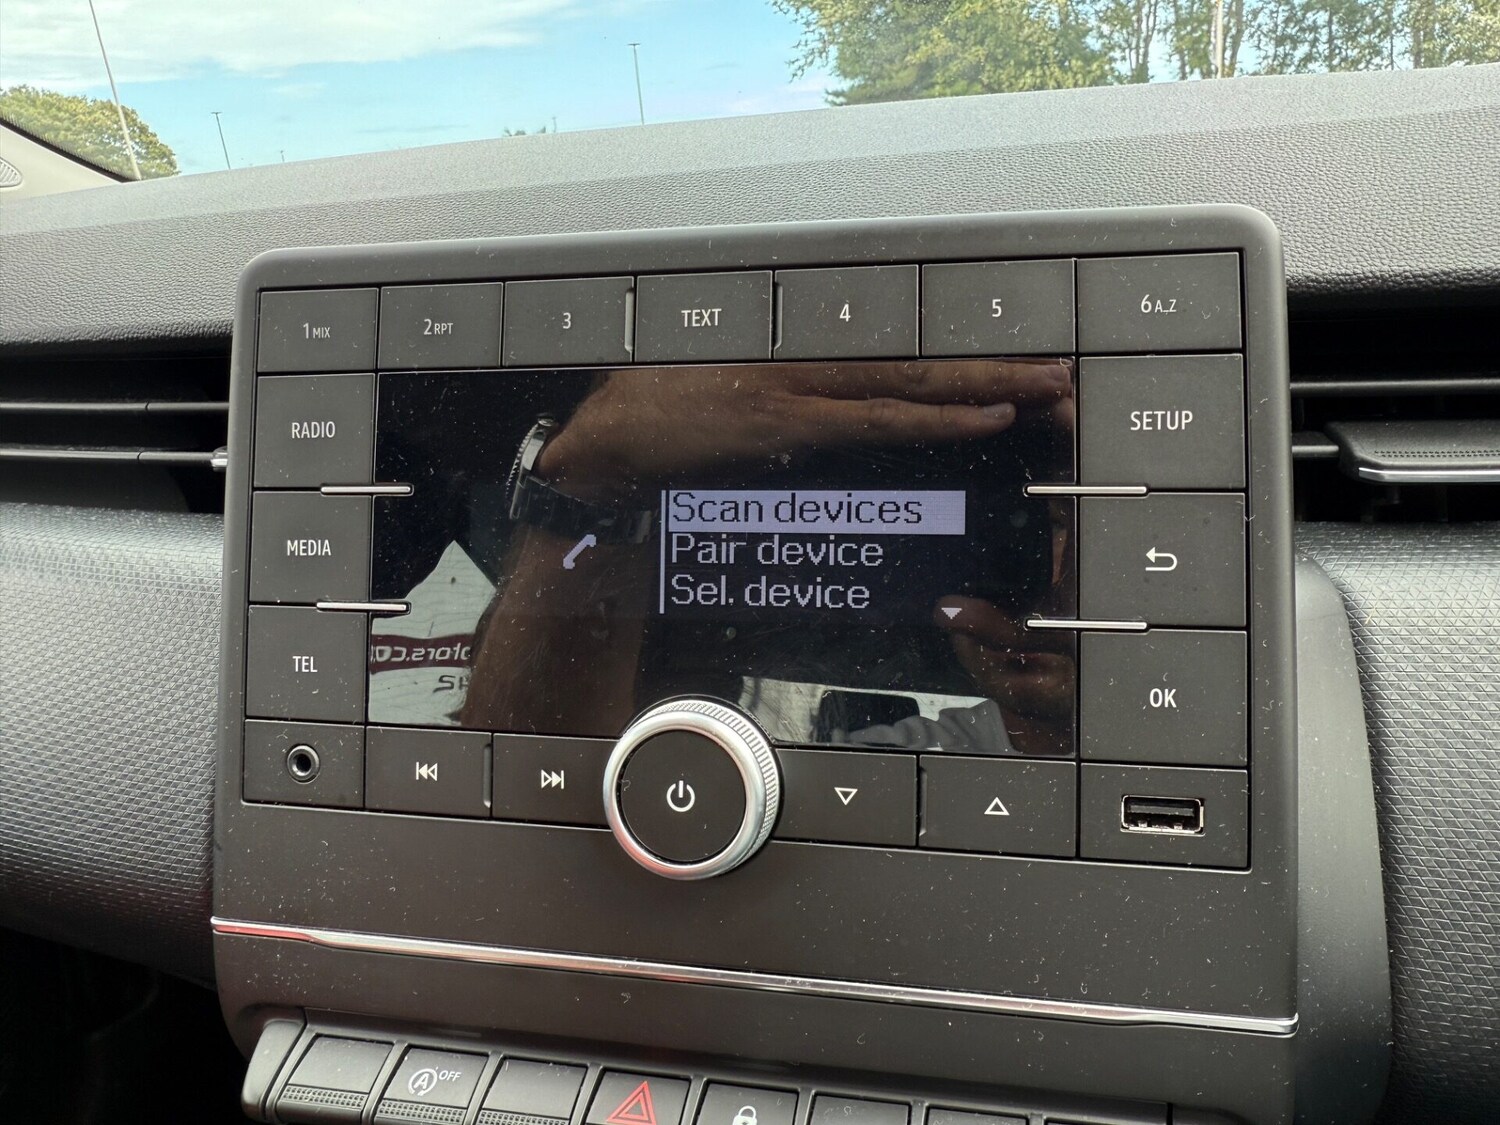 1MIX
2RPT
3
TEXT
4
5
6A_Z
RADIO
SETUP
MEDIA
Scan devices
Pair device
Sel. device
TEL
OK
A OFF